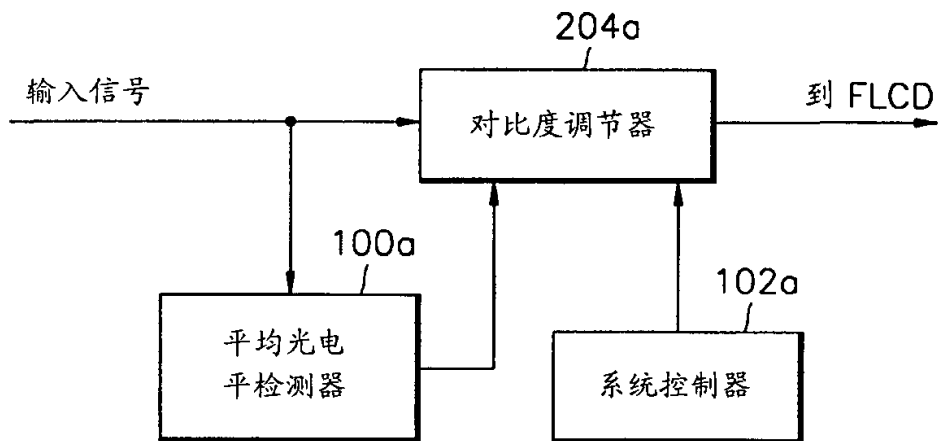 204a
输入信号
对比度调节器
到 FLCD
100a
平均光电
平检测器
102a
系统控制器